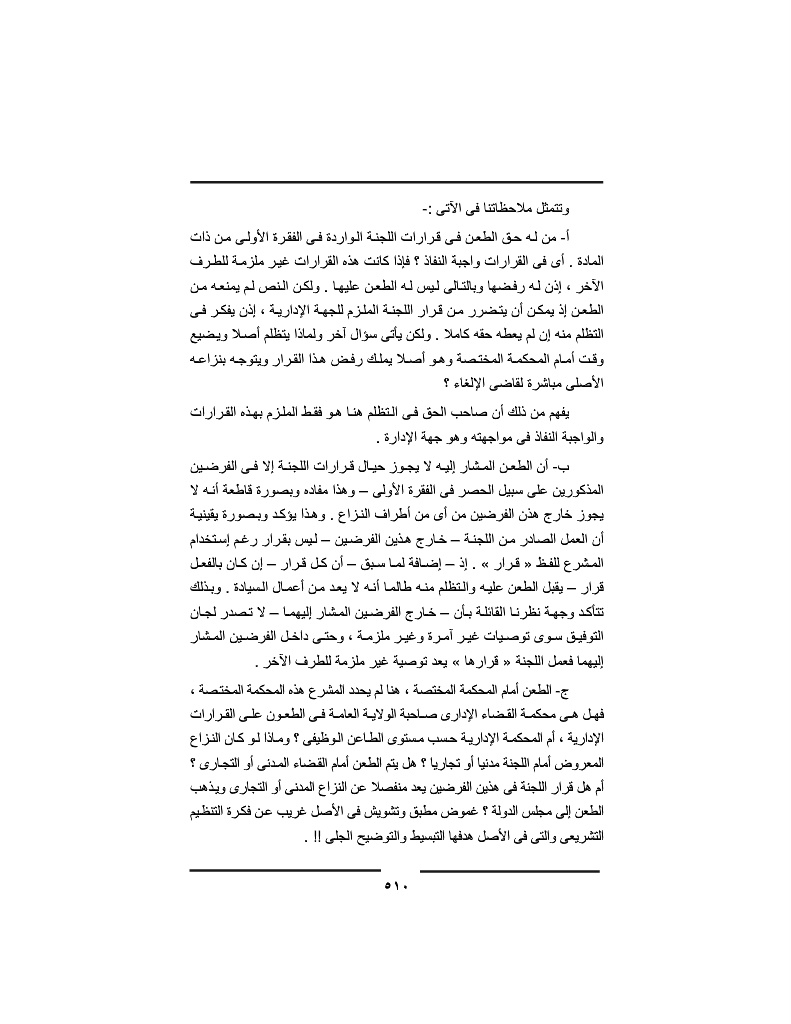 وتتمثل ملاحظاتنا فى الآتى :-
أ- من له حق الطعن فى قرارات اللجنة الواردة فى الفقرة الأولى من ذات
المادة . أى فى القرارات واجبة النفاذ ؟ فإذا كانت هذه القرارات غير ملزمة للطرف
الآخر ، إذن له رفضها وبالتالى ليس له الطعن عليها . ولكن النص لم يمنعه من
الطعن إذ يمكن أن يتضرر من قرار اللجنة الملزم للجهة الإدارية ، إذن يفكر فى
التظلم منه إن لم يعطه حقه كاملا . ولكن يأتى سؤال آخر ولماذا يتظلم أصلا ويضيع
وقت أمام المحكمة المختصة وهو أصلا يملك رفض هذا القرار ويتوجه بنزاعه
الأصلى مباشرة لقاضى الإلغاء ؟
يفهم من ذلك أن صاحب الحق فى التظلم هنا هو فقط الملزم بهذه القرارات
والواجبة النفاذ فى مواجهته وهو جهة الإدارة .
ب- أن الطعن المشار إليه لا يجوز حيال قرارات اللجنة إلا فى الفرضين
المذكورين على سبيل الحصر فى الفقرة الأولى – وهذا مفاده وبصورة قاطعة أنه لا
يجوز خارج هذن الفرضين من أى من أطراف النزاع . وهذا يؤكد وبصورة يقينية
أن العمل الصادر من اللجنة – خارج هذين الفرضين – ليس بقرار رغم إستخدام
المشرع للفظ « قرار » . إذ – إضافة لما سبق – أن كل قرار – إن كان بالفعل
قرار – يقبل الطعن عليه والتظلم منه طالما أنه لا يعد من أعمال السيادة . وبذلك
تتأكد وجهة نظرنا القائلة بأن – خارج الفرضين المشار إليهما – لا تصدر لجان
التوفيق سوى توصيات غير آمرة وغير ملزمة ، وحتى داخل الفرضين المشار
إليهما فعمل اللجنة « قرارها » يعد توصية غير ملزمة للطرف الآخر .
ج- الطعن أمام المحكمة المختصة ، هنا لم يحدد المشرع هذه المحكمة المختصة ،
فهل هى محكمة القضاء الإدارى صاحبة الولاية العامة فى الطعون على القرارات
الإدارية ، أم المحكمة الإدارية حسب مستوى الطاعن الوظيفى ؟ وماذا لو كان النزاع
المعروض أمام اللجنة مدنيا أو تجاريا ؟ هل يتم الطعن أمام القضاء المدنى أو التجارى ؟
أم هل قرار اللجنة فى هذين الفرضين يعد منفصلا عن النزاع المدنى أو التجارى ويذهب
الطعن إلى مجلس الدولة ؟ غموض مطبق وتشويش فى الأصل غريب عن فكرة التنظيم
التشريعى والتى فى الأصل هدفها التبسيط والتوضيح الجلى !! .
٥١٠